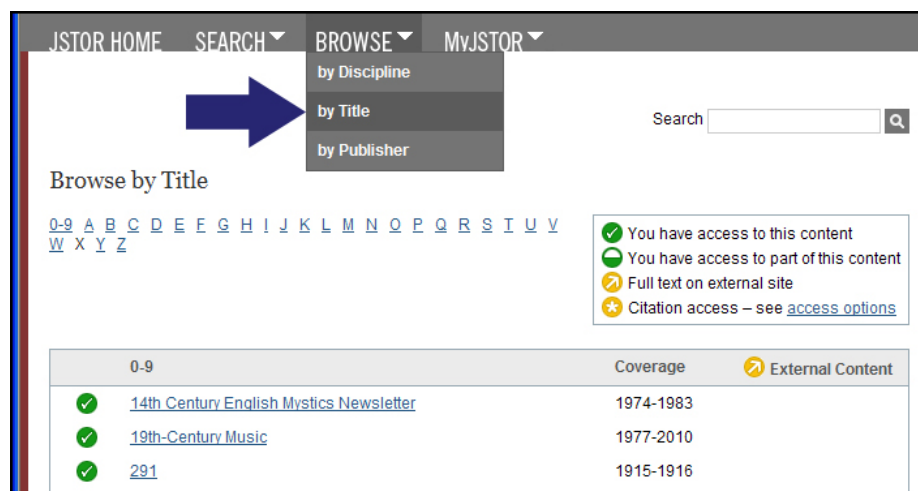 JSTOR HOME SEARCH BROWSE MyJSTOR
by Discipline
by Title
by Publisher
Search
Browse by Title
0-9 A B C D E F G H I J K L M N O P Q R S T U V
W X Y Z
You have access to this content
You have access to part of this content
Full text on external site
Citation access – see access options
0-9 Coverage External Content
14th Century English Mystics Newsletter 1974-1983
19th-Century Music 1977-2010
291 1915-1916